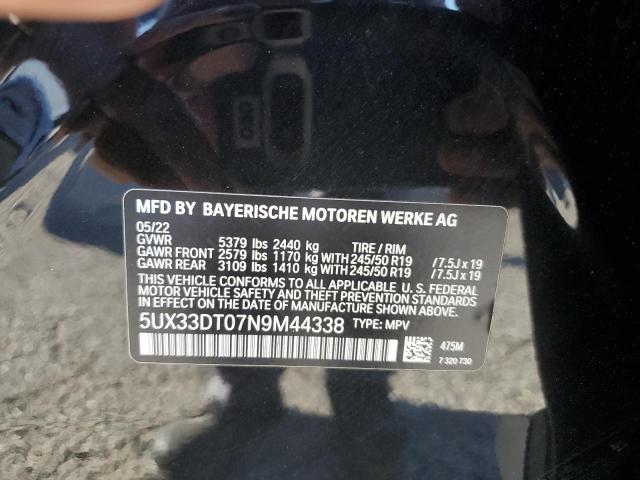 MFD BY BAYERISCHE MOTOREN WERKE AG
05/22
GVWR 5379 lbs 2440 kg TIRE / RIM
GAWR FRONT 2579 lbs 1170 kg WITH 245/50 R19 /7.5J x 19
GAWR REAR 3109 lbs 1410 kg WITH 245/50 R19 /7.5J x 19
THIS VEHICLE CONFORMS TO ALL APPLICABLE U.S. FEDERAL
MOTOR VEHICLE SAFETY AND THEFT PREVENTION STANDARDS
IN EFFECT ON THE DATE OF MANUFACTURE SHOWN ABOVE.
5UX33DT07N9M44338 TYPE: MPV
475M
7 320 730